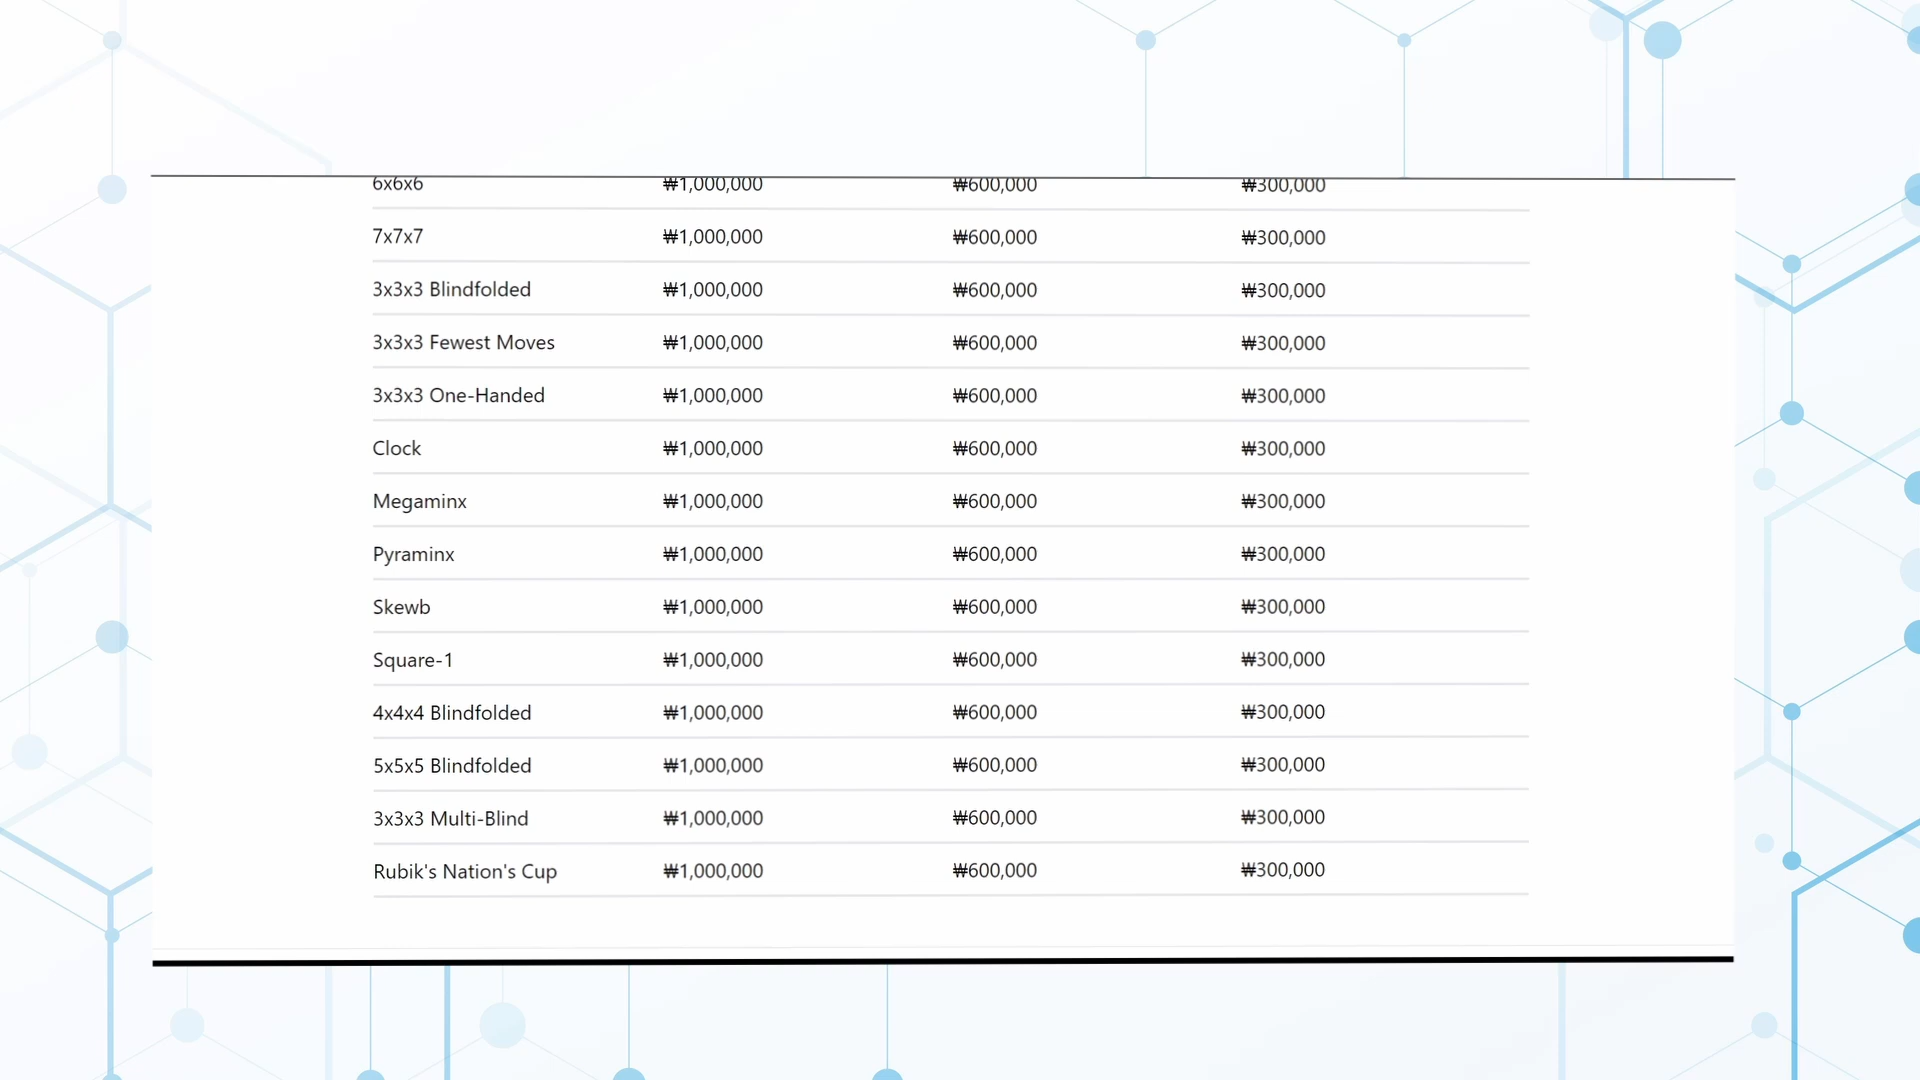 6x6x6 ₩1,000,000 ₩600,000 ₩300,000
7x7x7 ₩1,000,000 ₩600,000 ₩300,000
3x3x3 Blindfolded ₩1,000,000 ₩600,000 ₩300,000
3x3x3 Fewest Moves ₩1,000,000 ₩600,000 ₩300,000
3x3x3 One-Handed ₩1,000,000 ₩600,000 ₩300,000
Clock ₩1,000,000 ₩600,000 ₩300,000
Megaminx ₩1,000,000 ₩600,000 ₩300,000
Pyraminx ₩1,000,000 ₩600,000 ₩300,000
Skewb ₩1,000,000 ₩600,000 ₩300,000
Square-1 ₩1,000,000 ₩600,000 ₩300,000
4x4x4 Blindfolded ₩1,000,000 ₩600,000 ₩300,000
5x5x5 Blindfolded ₩1,000,000 ₩600,000 ₩300,000
3x3x3 Multi-Blind ₩1,000,000 ₩600,000 ₩300,000
Rubik's Nation's Cup ₩1,000,000 ₩600,000 ₩300,000